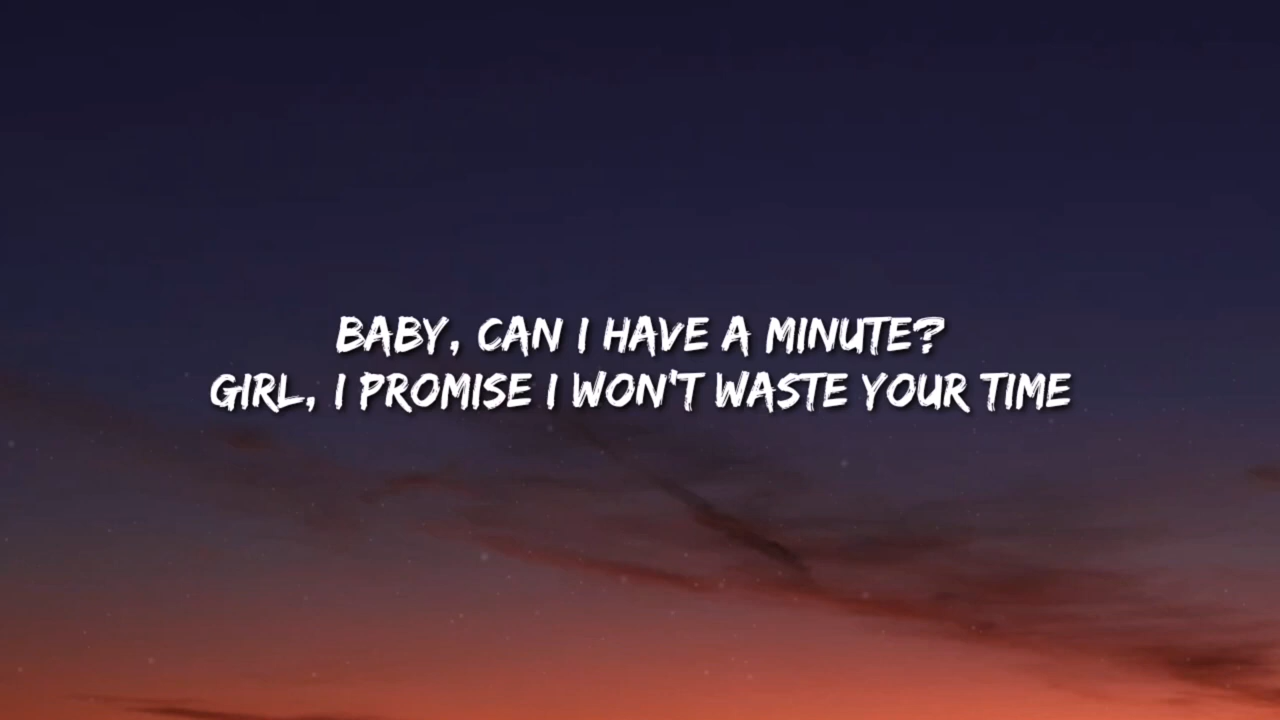 BABY, CAN I HAVE A MINUTE?
GIRL, I PROMISE I WON'T WASTE YOUR TIME